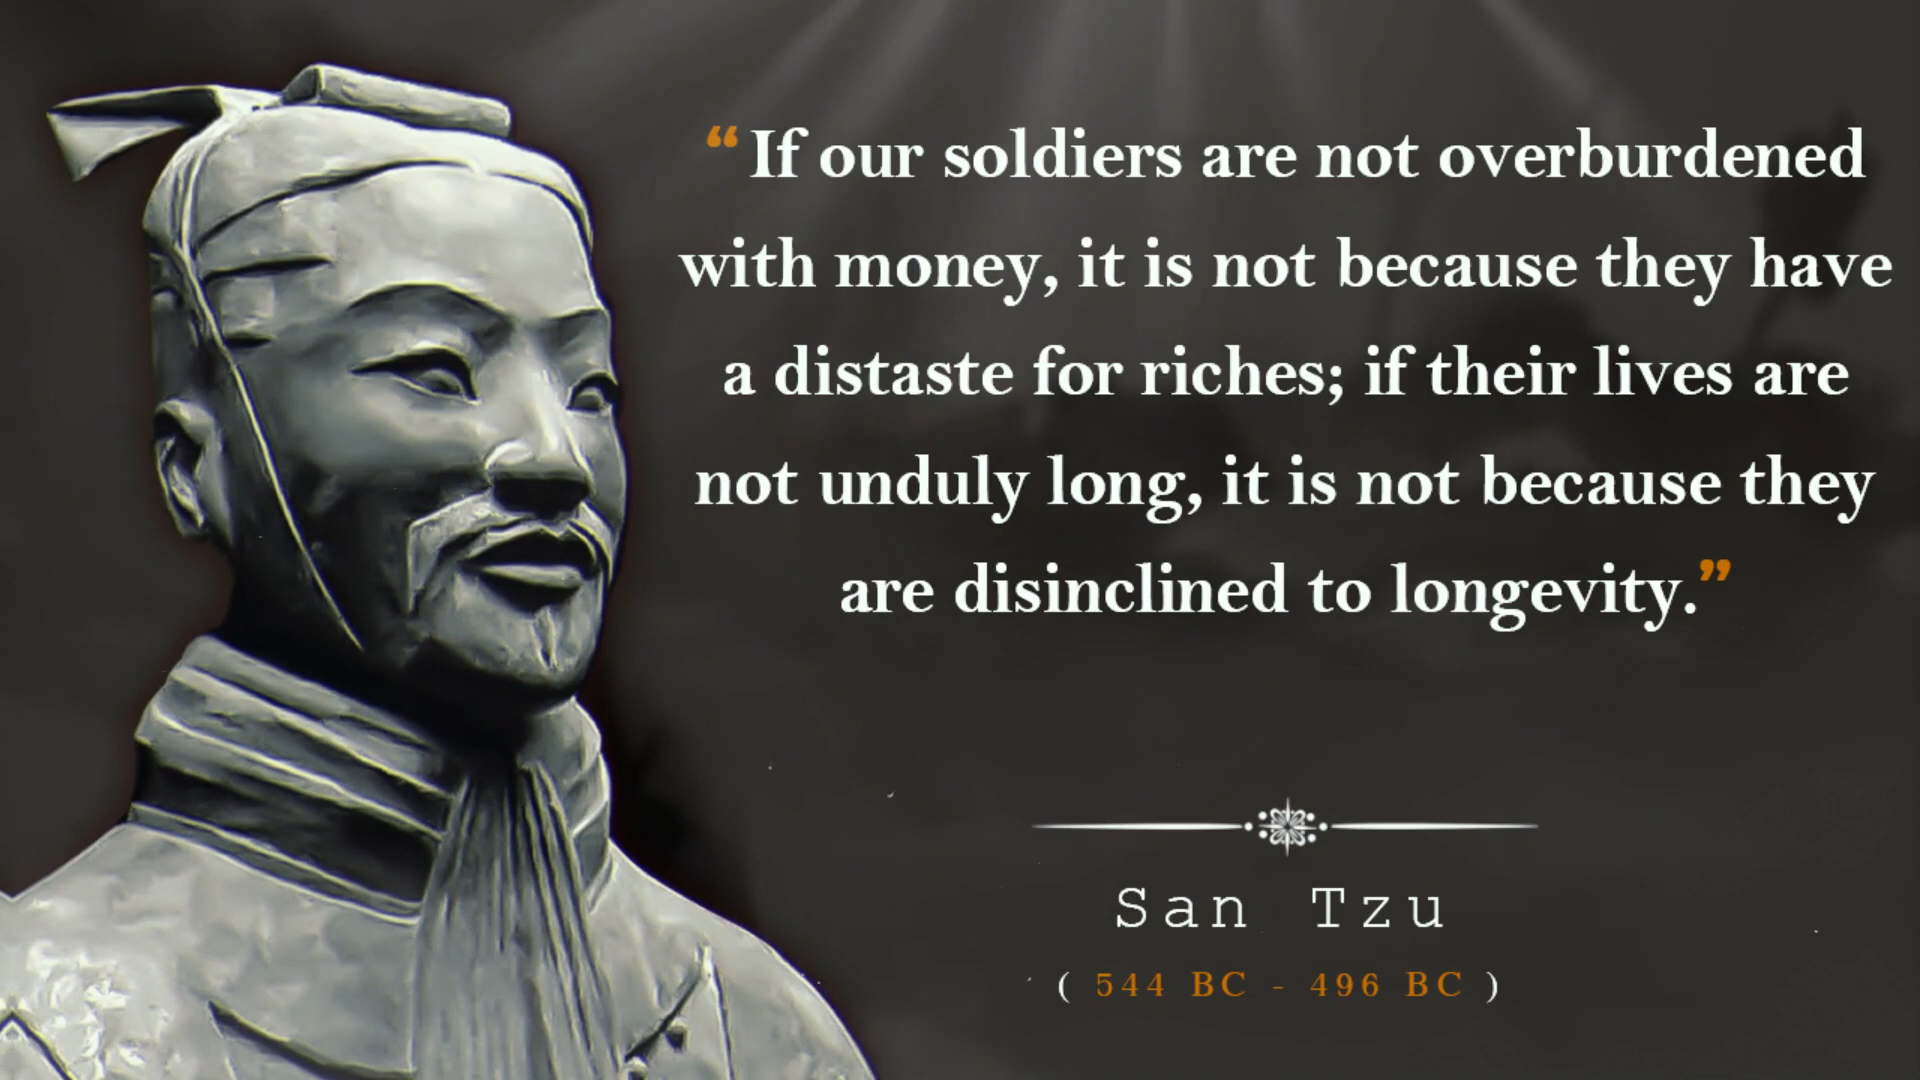 “If our soldiers are not overburdened
with money, it is not because they have
a distaste for riches; if their lives are
not unduly long, it is not because they
are disinclined to longevity.”
San Tzu
( 544 BC - 496 BC )